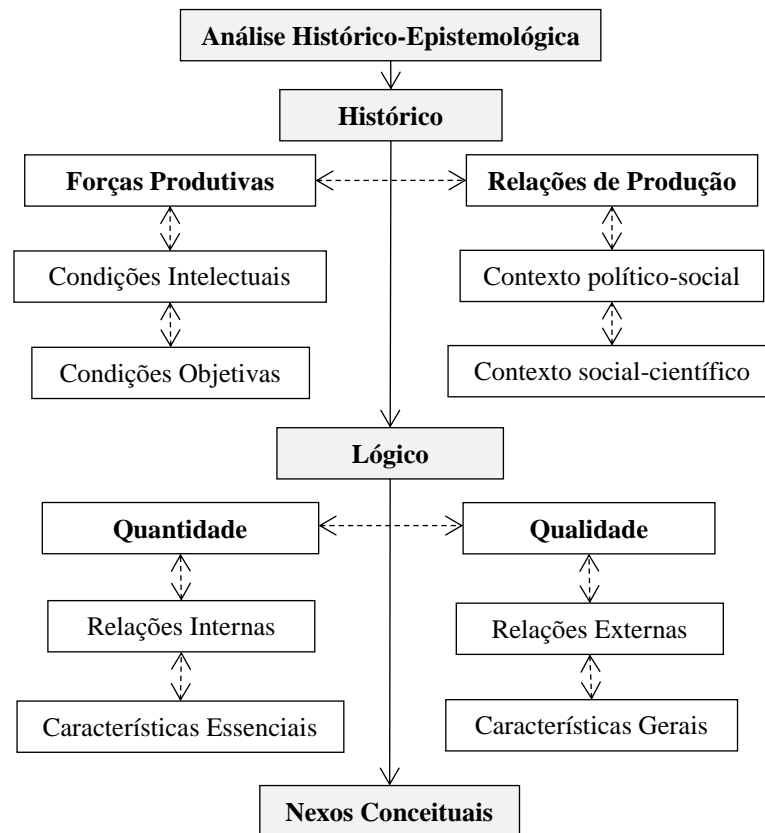 Análise Histórico-Epistemológica
Histórico
Forças Produtivas
Relações de Produção
Condições Intelectuais
Contexto político-social
Condições Objetivas
Contexto social-científico
Lógico
Quantidade
Qualidade
Relações Internas
Relações Externas
Características Essenciais
Características Gerais
Nexos Conceituais